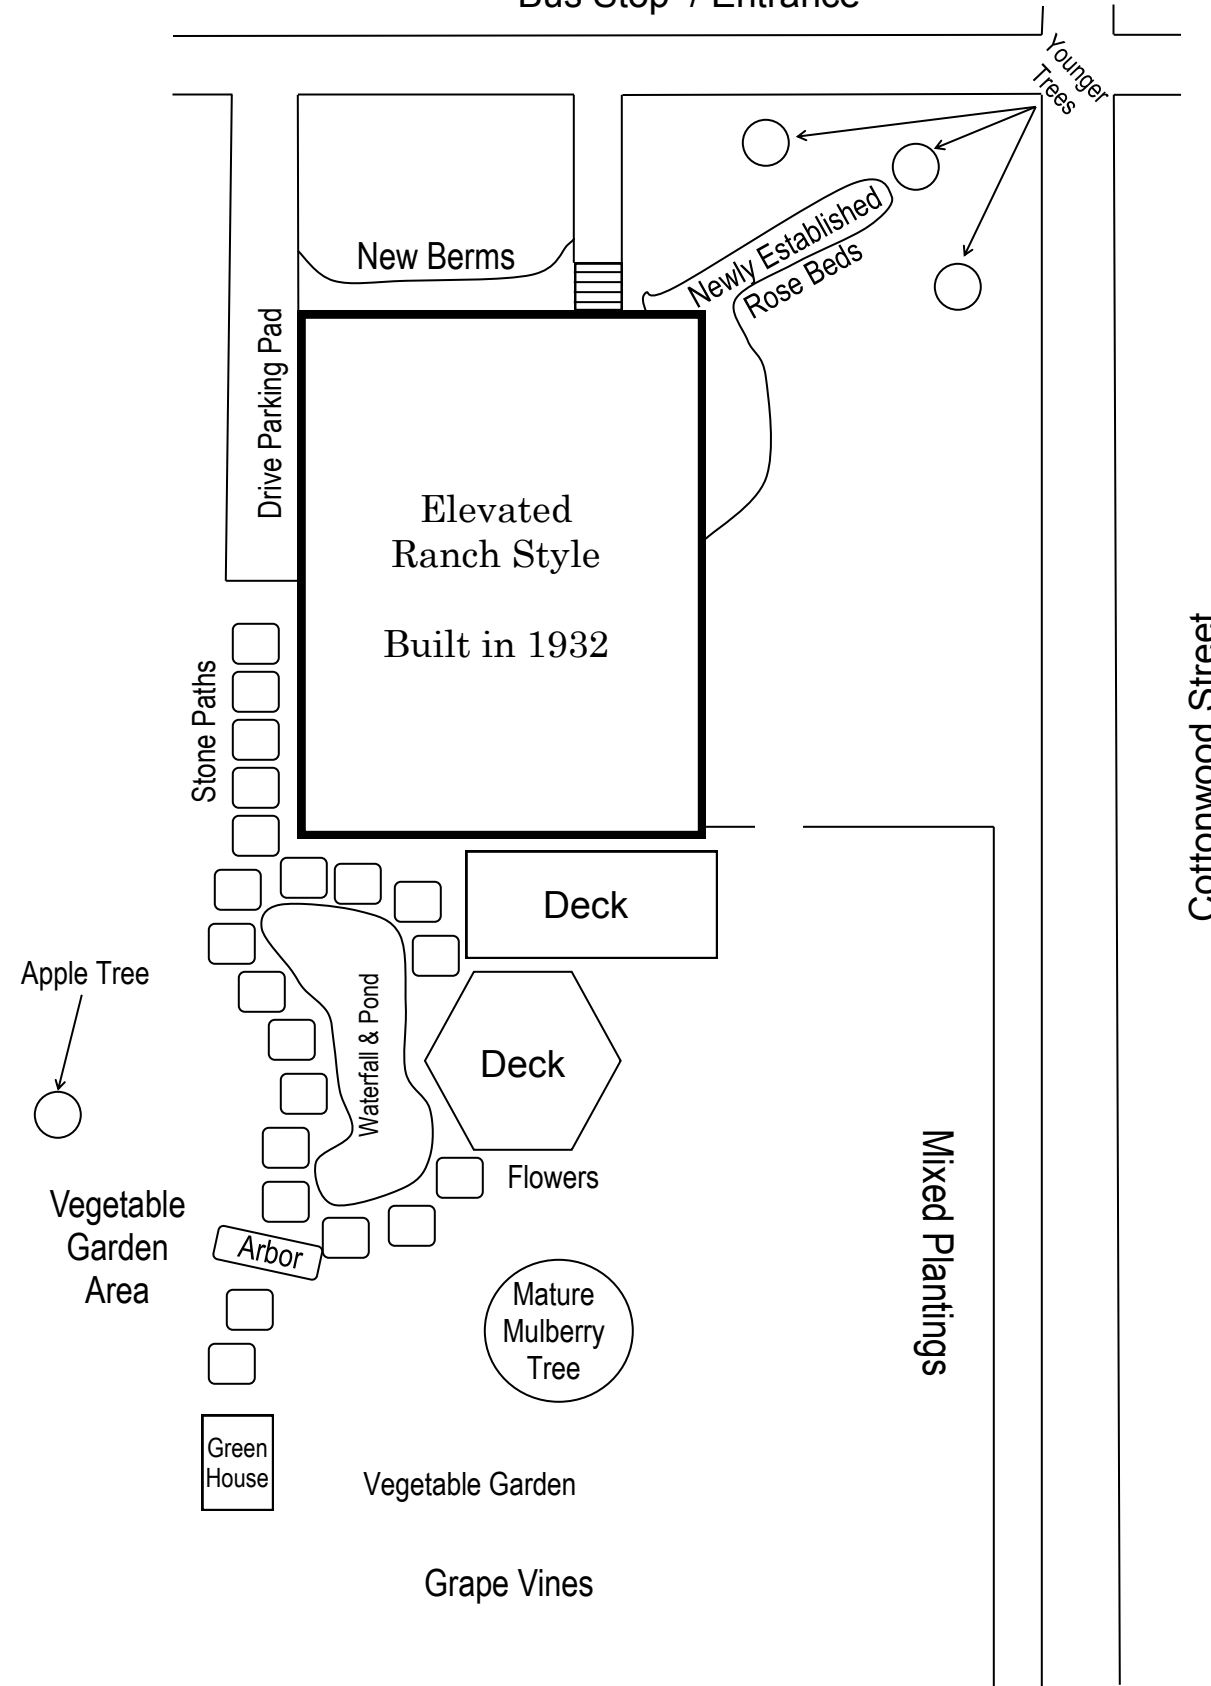 Bus Stop / Entrance
Younger
Trees
New Berms
Newly Established
Rose Beds
Drive Parking Pad
Elevated
Ranch Style
Built in 1932
Stone Paths
Cottonwood Street
Deck
Apple Tree
Waterfall & Pond
Deck
Mixed Plantings
Flowers
Vegetable
Garden
Area
Arbor
Mature
Mulberry
Tree
Green
House
Vegetable Garden
Grape Vines